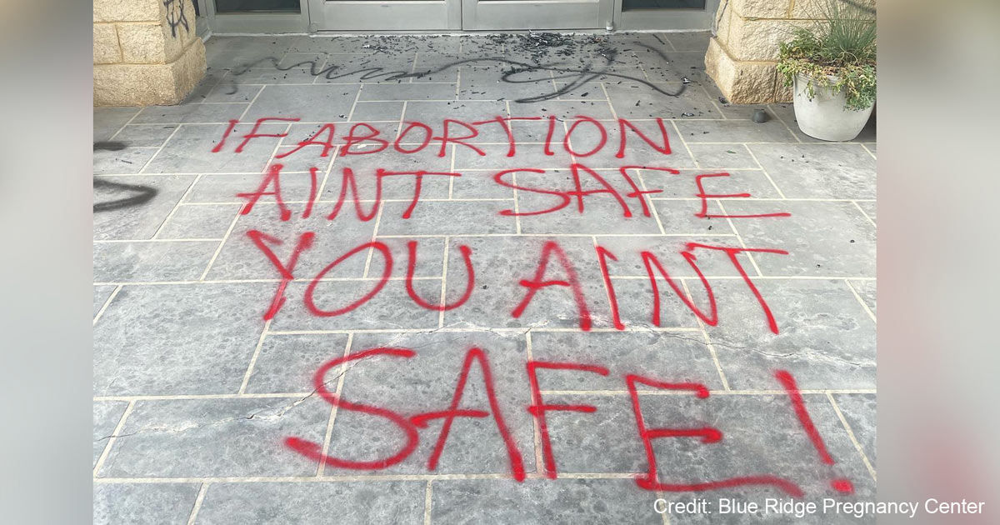 IF ABORTION
AINT SAFE
YOU AINT
SAFE!
Credit: Blue Ridge Pregnancy Center